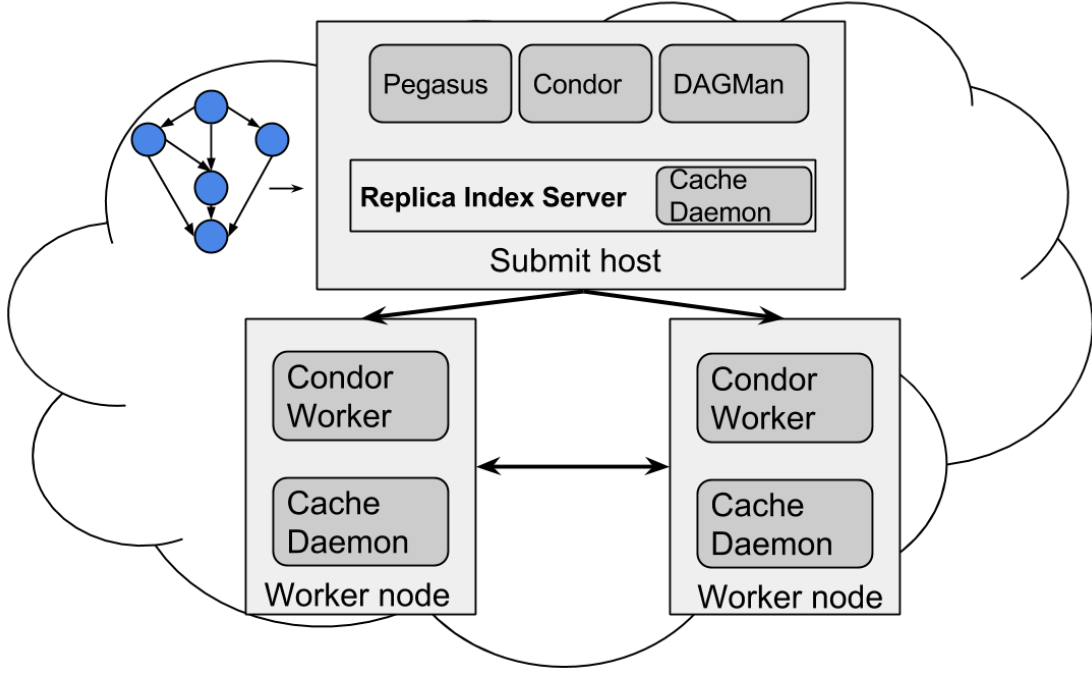 Pegasus
Condor
DAGMan
Replica Index Server
Cache
Daemon
Submit host
Condor
Worker
Cache
Daemon
Worker node
Condor
Worker
Cache
Daemon
Worker node